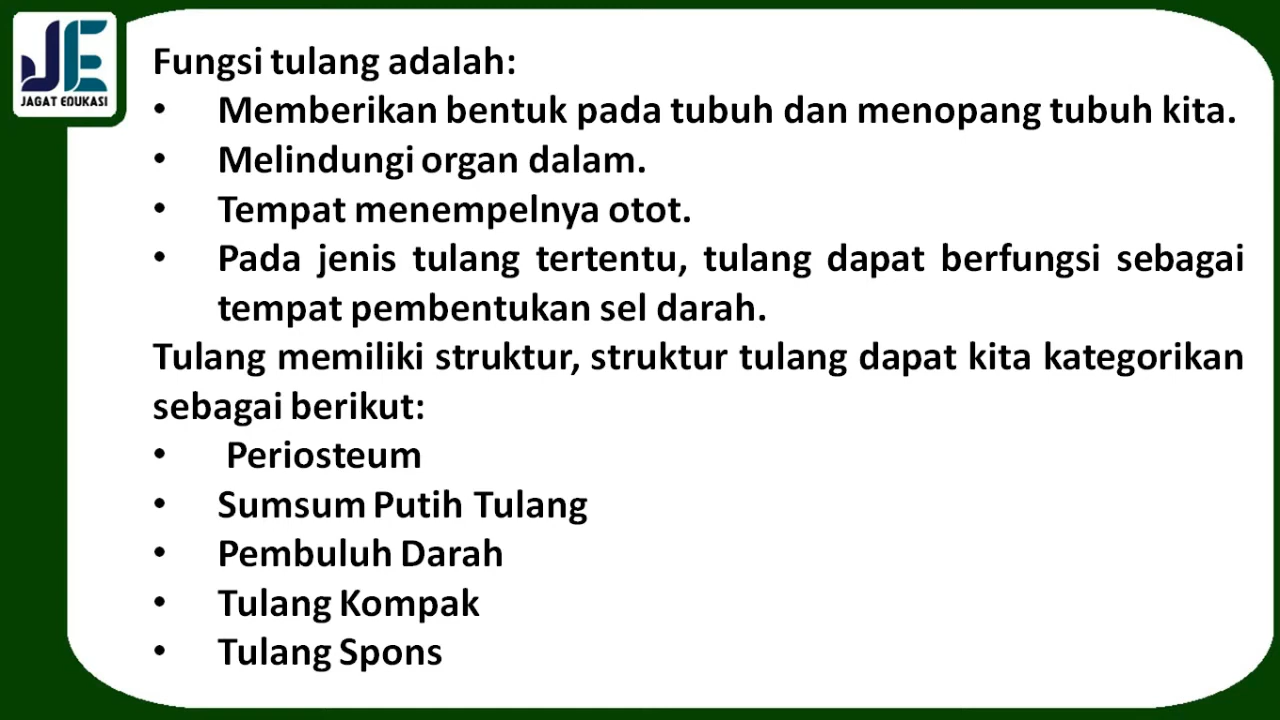 JE
JAGAT EDUKASI
Fungsi tulang adalah:
• Memberikan bentuk pada tubuh dan menopang tubuh kita.
• Melindungi organ dalam.
• Tempat menempelnya otot.
• Pada jenis tulang tertentu, tulang dapat berfungsi sebagai
tempat pembentukan sel darah.
Tulang memiliki struktur, struktur tulang dapat kita kategorikan
sebagai berikut:
• Periosteum
• Sumsum Putih Tulang
• Pembuluh Darah
• Tulang Kompak
• Tulang Spons